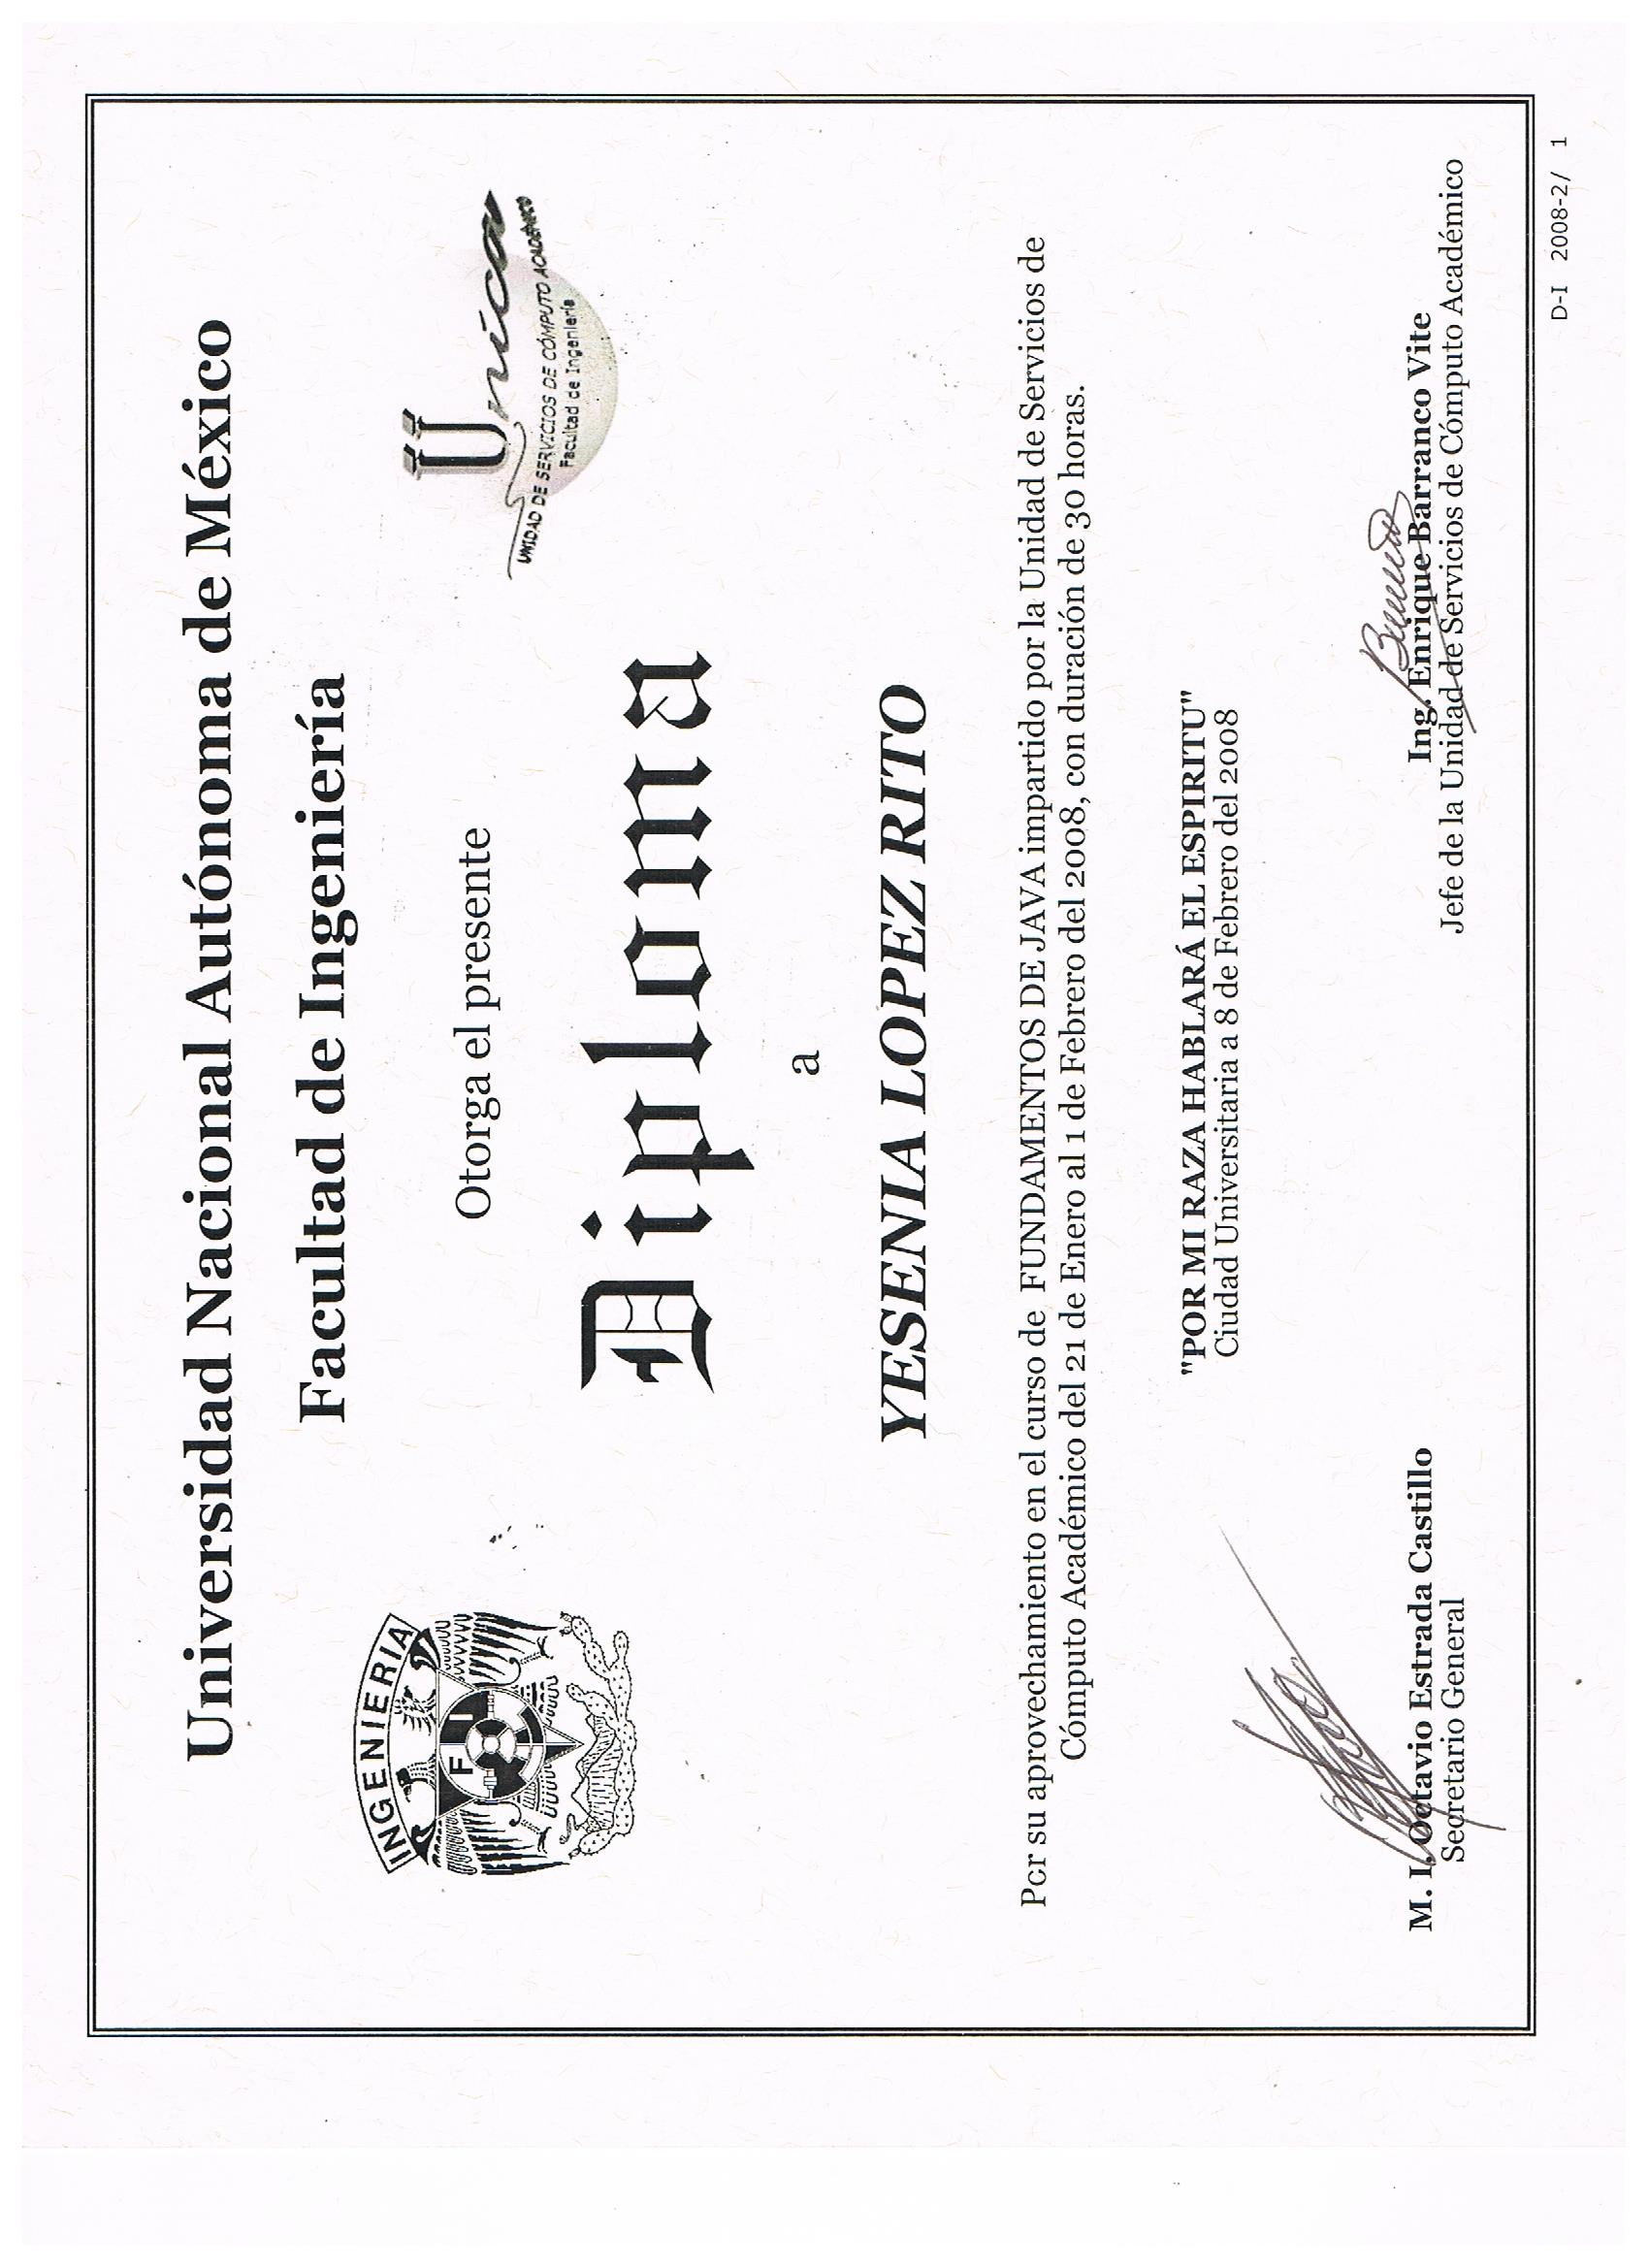 Universidad Nacional Autónoma de México
Facultad de Ingeniería
INGENIERIA
F I
Única
UNIDAD DE SERVICIOS DE CÓMPUTO ACADÉMICO
Facultad de Ingeniería
Otorga el presente
Diploma
a
YESENIA LOPEZ RITO
Por su aprovechamiento en el curso de FUNDAMENTOS DE JAVA impartido por la Unidad de Servicios de
Cómputo Académico del 21 de Enero al 1 de Febrero del 2008, con duración de 30 horas.
"POR MI RAZA HABLARÁ EL ESPIRITU"
Ciudad Universitaria a 8 de Febrero del 2008
M. I. Octavio Estrada Castillo
Secretario General
Ing. Enrique Barranco Vite
Jefe de la Unidad de Servicios de Cómputo Académico
D-I 2008-2/ 1